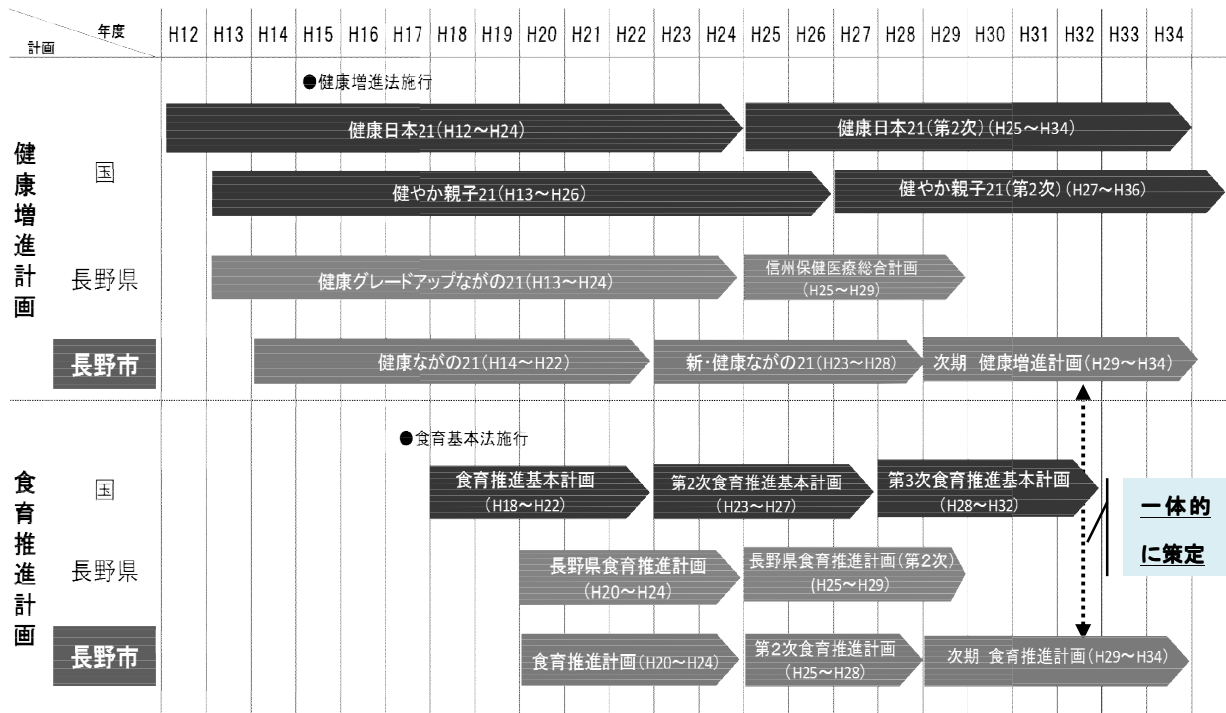 年度
計画
H12 H13 H14 H15 H16 H17 H18 H19 H20 H21 H22 H23 H24 H25 H26 H27 H28 H29 H30 H31 H32 H33 H34
健康増進計画
●健康増進法施行
国
健康日本21(H12～H24)
健康日本21(第2次)(H25～H34)
健やか親子21(H13～H26)
健やか親子21(第2次)(H27～H36)
長野県
健康グレードアップながの21(H13～H24)
信州保健医療総合計画
(H25～H29)
長野市
健康ながの21(H14～H22)
新・健康ながの21(H23～H28)
次期 健康増進計画(H29～H34)
食育推進計画
●食育基本法施行
国
食育推進基本計画
(H18～H22)
第2次食育推進基本計画
(H23～H27)
第3次食育推進基本計画
(H28～H32)
長野県
長野県食育推進計画
(H20～H24)
長野県食育推進計画(第2次)
(H25～H29)
長野市
食育推進計画(H20～H24)
第2次食育推進計画
(H25～H28)
次期 食育推進計画(H29～H34)
一体的
に策定